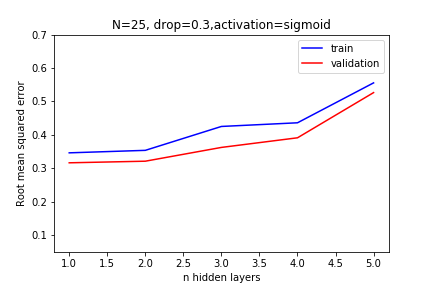 N=25, drop=0.3,activation=sigmoid
train
validation
Root mean squared error
0.7
0.6
0.5
0.4
0.3
0.2
0.1
1.0 1.5 2.0 2.5 3.0 3.5 4.0 4.5 5.0
n hidden layers